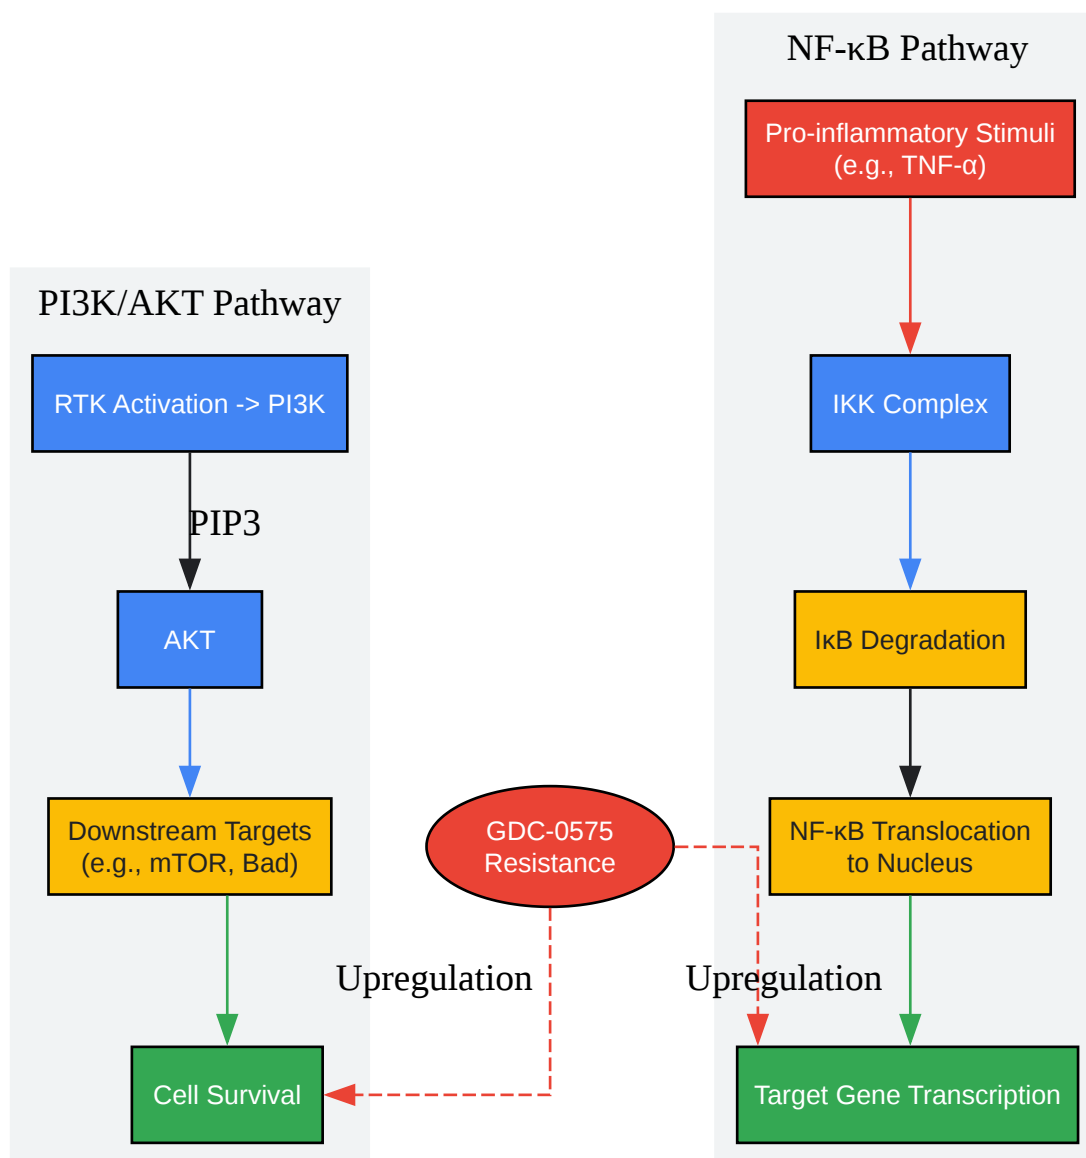 NF-κB Pathway
Pro-inflammatory Stimuli
(e.g., TNF-α)
PI3K/AKT Pathway
RTK Activation -> PI3K
IKK Complex
PIP3
AKT
IκB Degradation
Downstream Targets
(e.g., mTOR, Bad)
GDC-0575
Resistance
NF-κB Translocation
to Nucleus
Upregulation
Upregulation
Cell Survival
Target Gene Transcription